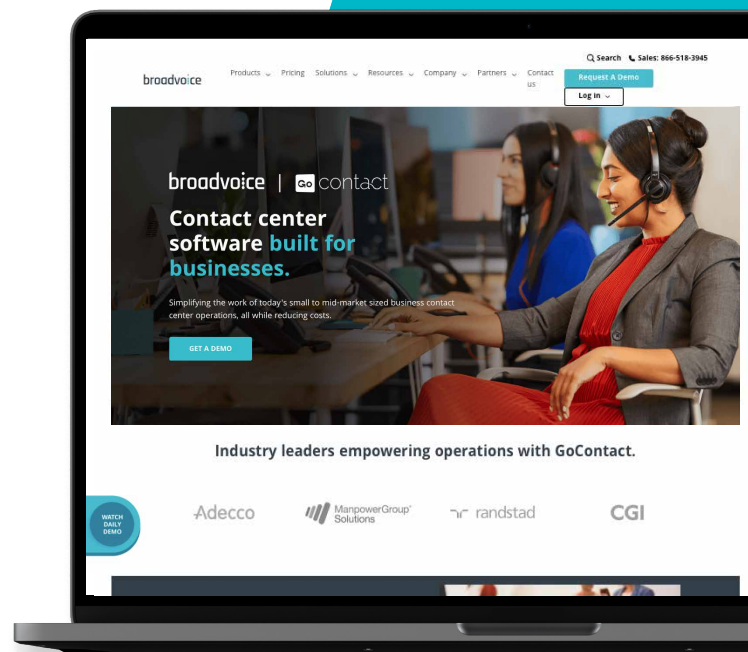 Search Sales: 866-518-3945
broadvoice
Products Pricing Solutions Resources Company Partners Contact us
Request A Demo
Log in
broadvoice | Go contact
Contact center
software built for
businesses.
Simplifying the work of today's small to mid-market sized business contact
center operations, all while reducing costs.
GET A DEMO
Industry leaders empowering operations with GoContact.
WATCH
DAILY
DEMO
Adecco
ManpowerGroup
Solutions
randstad
CGI